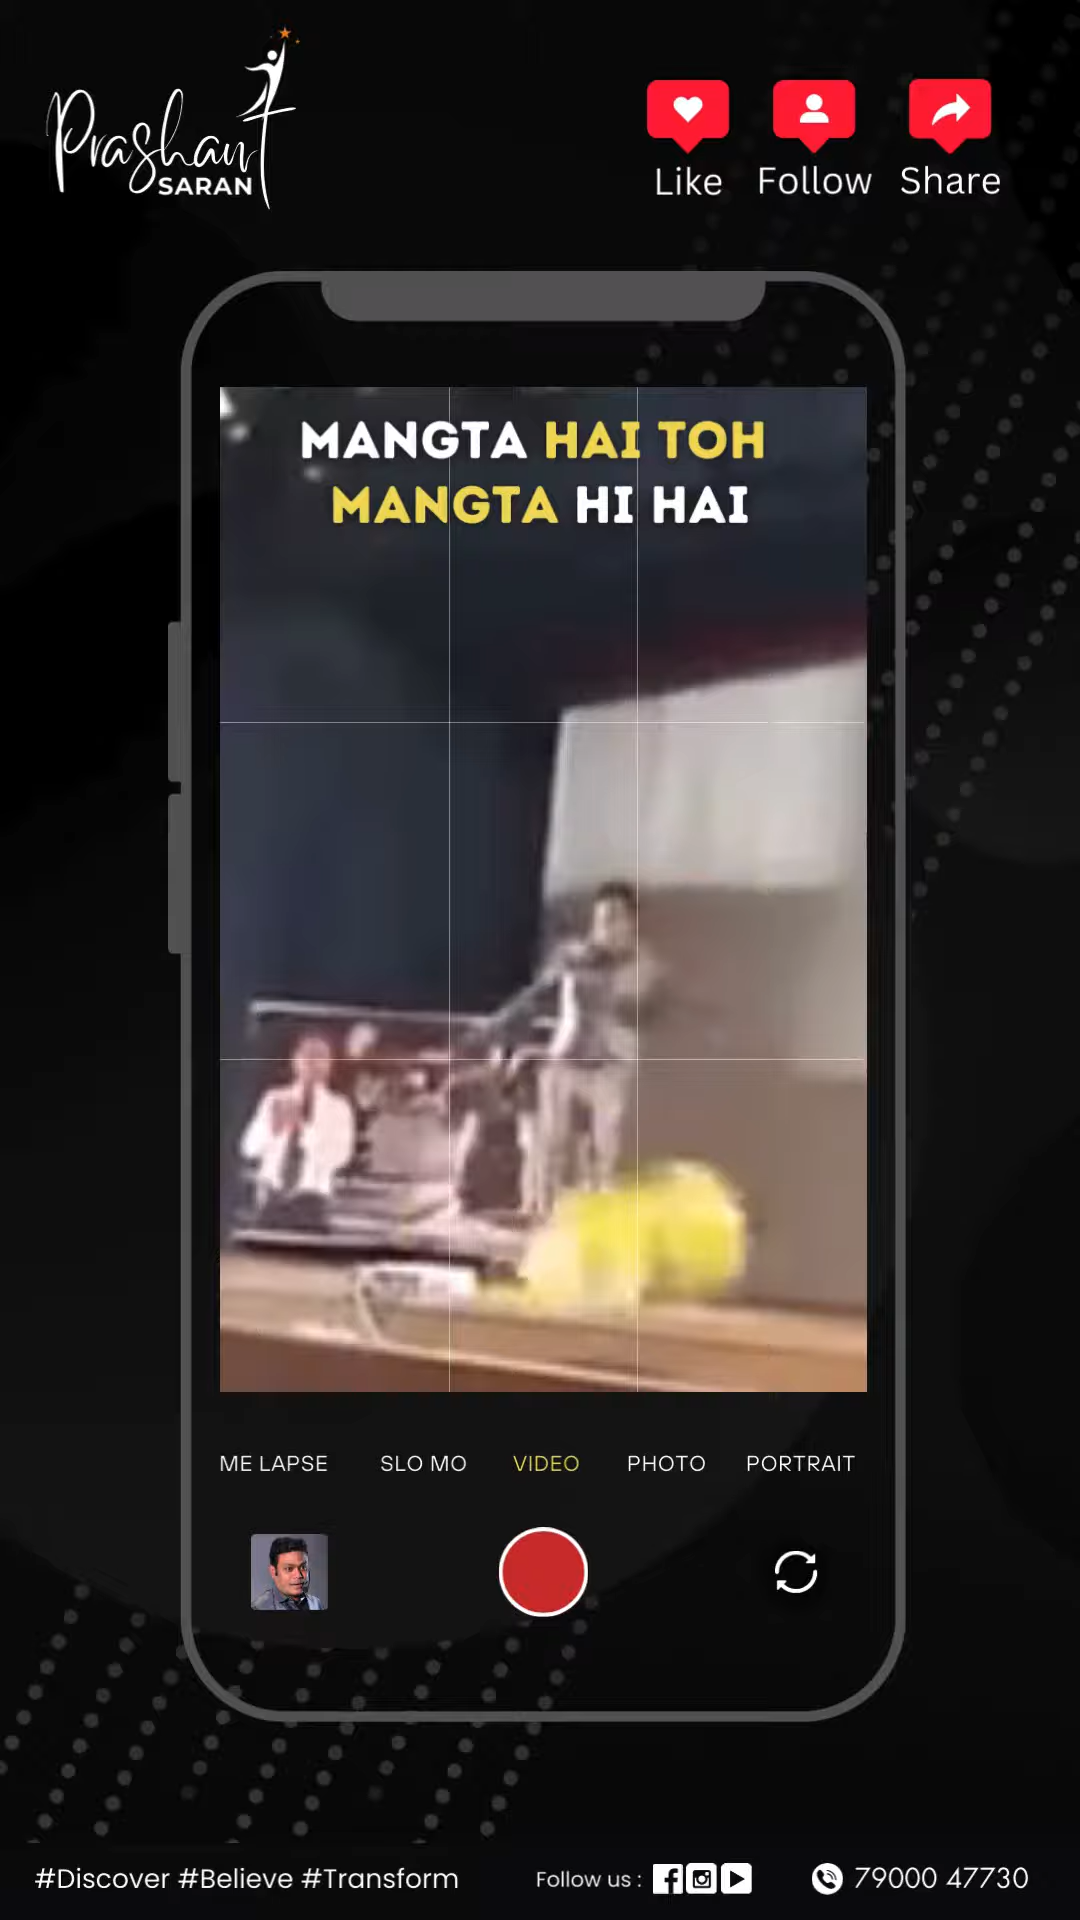 Prashant
SARAN
Like
Follow
Share
MANGTA HAI TOH
MANGTA HI HAI
ME LAPSE
SLO MO
VIDEO
PHOTO
PORTRAIT
#Discover #Believe #Transform
Follow us :
79000 47730